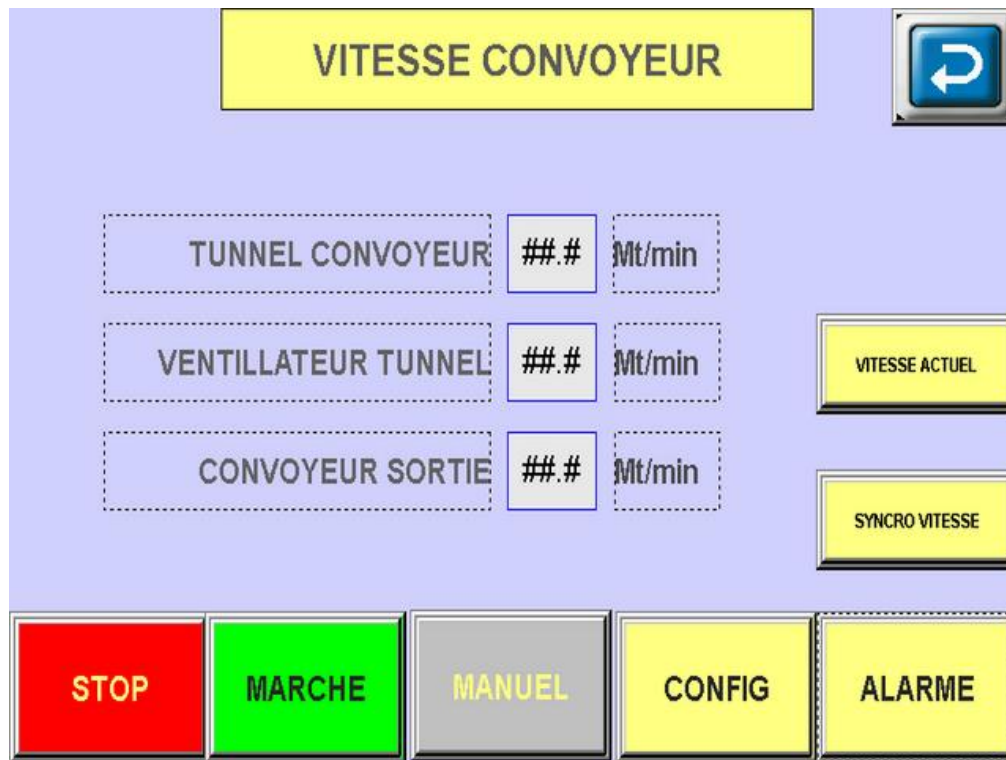 VITESSE CONVOYEUR
TUNNEL CONVOYEUR ##.# Mt/min
VENTILLATEUR TUNNEL ##.# Mt/min
VITESSE ACTUEL
CONVOYEUR SORTIE ##.# Mt/min
SYNCRO VITESSE
STOP MARCHE MANUEL CONFIG ALARME